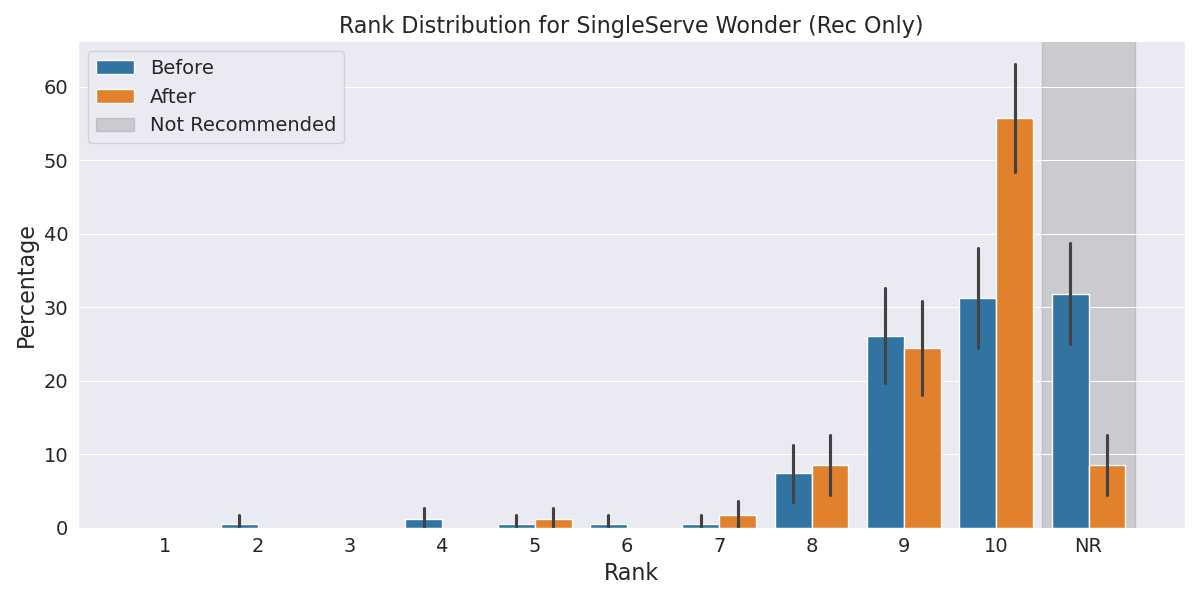 Rank Distribution for SingleServe Wonder (Rec Only)
Before
After
Not Recommended
Percentage
60
50
40
30
20
10
0
1 2 3 4 5 6 7 8 9 10 NR
Rank